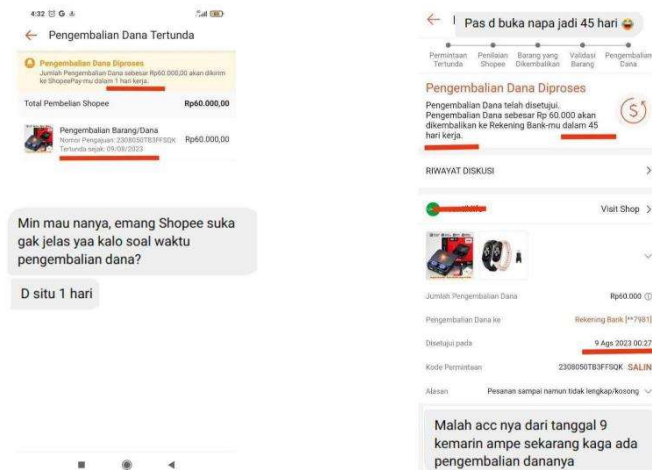 4:32
Pengembalian Dana Tertunda
Pengembalian Dana Diproses
Jumlah Pengembalian Dana sebesar Rp60.000,00 akan dikirim
ke ShopeePay-mu dalam 1 hari kerja.
Total Pembelian Shopee Rp60.000,00
Pengembalian Barang/Dana
Nomor Pengajuan: 2308050TB3FFSQK Rp60.000,00
Tertunda sejak: 09/08/2023
Min mau nanya, emang Shopee suka
gak jelas yaa kalo soal waktu
pengembalian dana?
D situ 1 hari
Pas d buka napa jadi 45 hari 😂
Permintaan Tertunda
Penilaian Shopee
Barang yang Dikembalikan
Validasi Barang
Pengembalian Dana
Pengembalian Dana Diproses
Pengembalian Dana telah disetujui.
Pengembalian Dana sebesar Rp 60.000 akan
dikembalikan ke Rekening Bank-mu dalam 45
hari kerja.
RIWAYAT DISKUSI
Visit Shop
Jumlah Pengembalian Dana Rp60.000
Pengembalian Dana ke Rekening Bank [**7981]
Disetujui pada 9 Ags 2023 00:27
Kode Permintaan 2308050TB3FFSQK SALIN
Alasan Pesanan sampai namun tidak lengkap/kosong
Malah acc nya dari tanggal 9
kemarin ampe sekarang kaga ada
pengembalian dananya